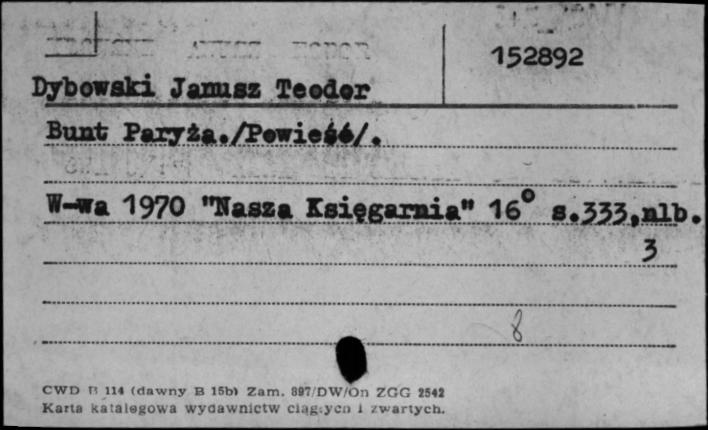 152892
Dybowski Janusz Teodor
Bunt Paryża./Powieść/.
W-wa 1970 "Nasza Księgarnia" 16° s.333,nlb.
3
8
CWD B 114 (dawny B 15b) Zam. 897/DW/On ZGG 2542
Karta katalogowa wydawnictw ciągłych i zwartych.